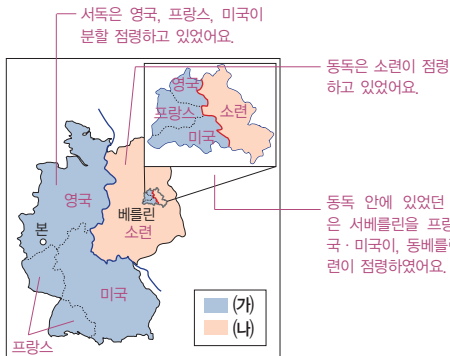 서독은 영국, 프랑스, 미국이
분할 점령하고 있었어요.
동독은 소련이 점령
하고 있었어요.
영국
프랑스
소련
미국
영국
베를린
소련
본
미국
프랑스
동독 안에 있었던
은 서베를린을 프랑
국·미국이, 동베를
련이 점령하였어요.
(가)
(나)